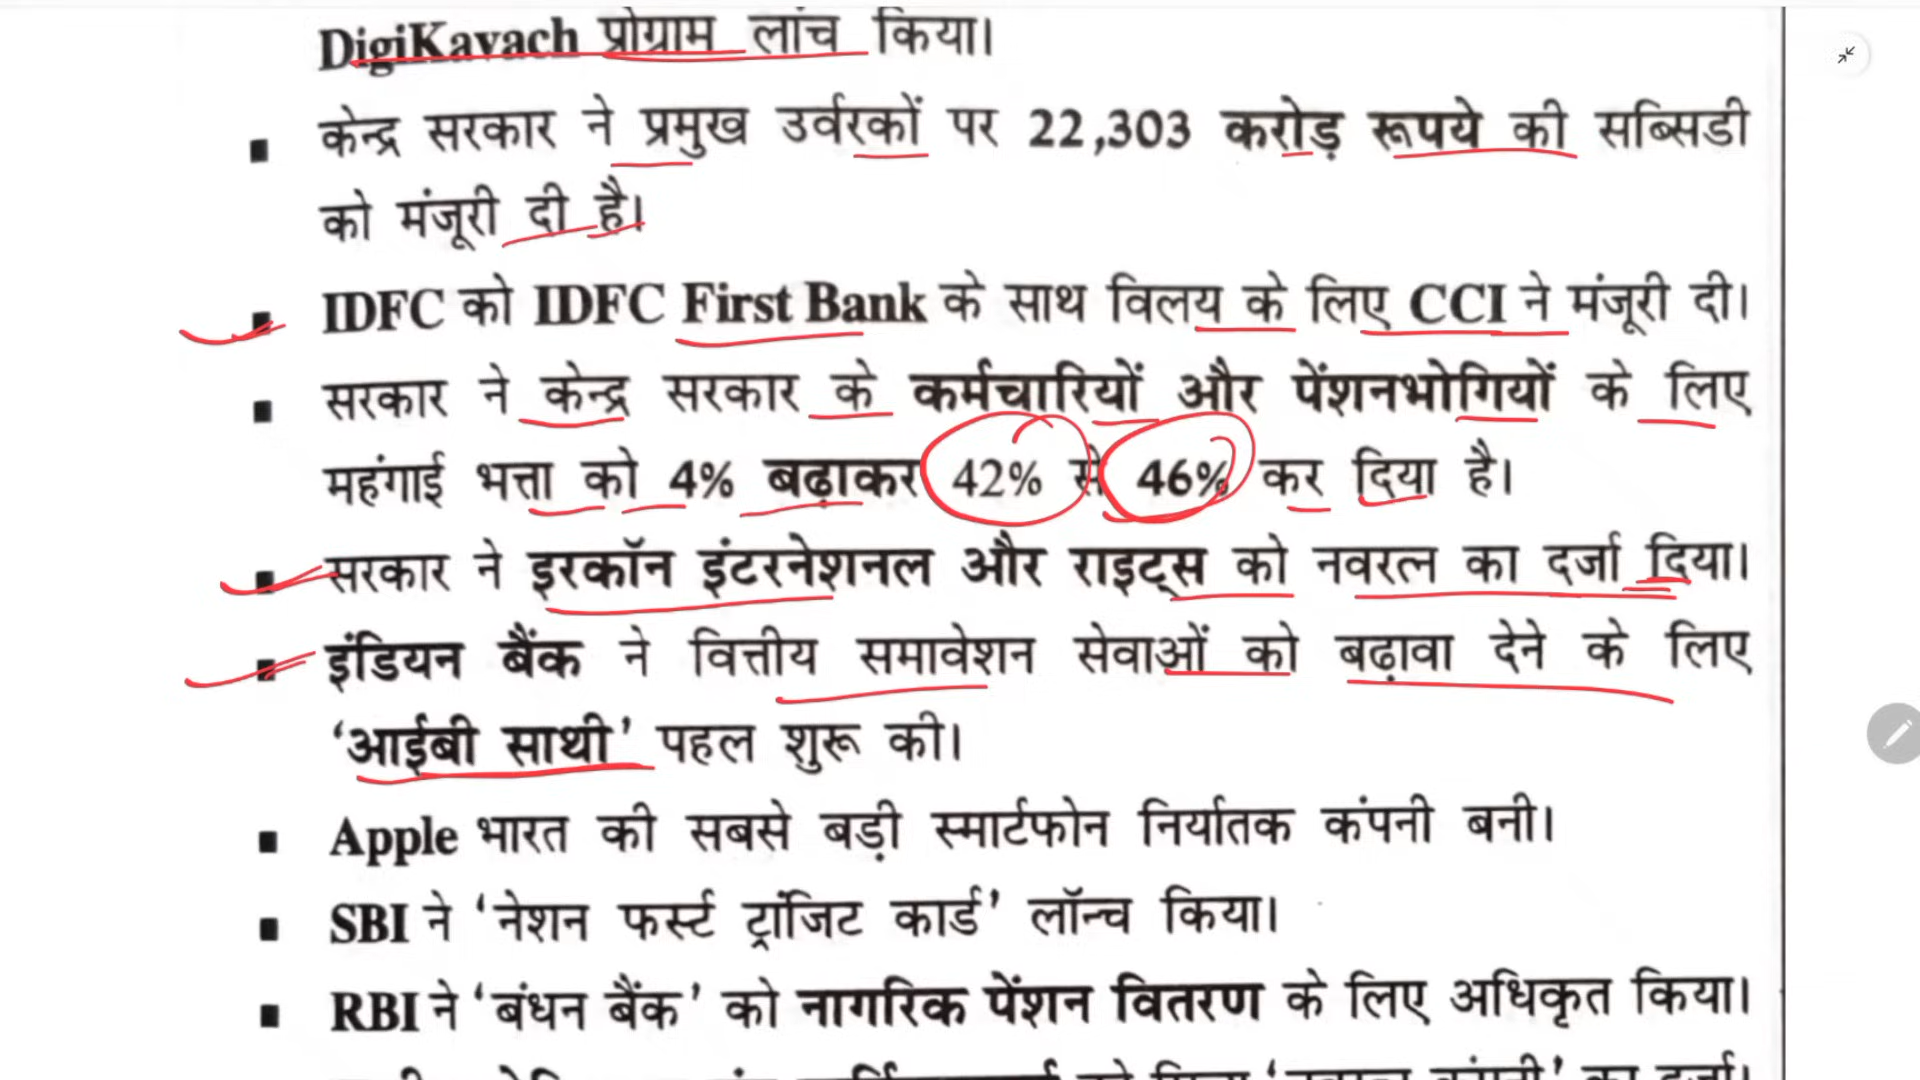 DigiKavach प्रोग्राम लांच किया।
▪ केन्द्र सरकार ने प्रमुख उर्वरकों पर 22,303 करोड़ रूपये की सब्सिडी
को मंजूरी दी है।
▪ IDFC को IDFC First Bank के साथ विलय के लिए CCI ने मंजूरी दी।
▪ सरकार ने केन्द्र सरकार के कर्मचारियों और पेंशनभोगियों के लिए
महंगाई भत्ता को 4% बढ़ाकर 42% से 46% कर दिया है।
▪ सरकार ने इरकॉन इंटरनेशनल और राइट्स को नवरत्न का दर्जा दिया।
▪ इंडियन बैंक ने वित्तीय समावेशन सेवाओं को बढ़ावा देने के लिए
‘आईबी साथी’ पहल शुरू की।
▪ Apple भारत की सबसे बड़ी स्मार्टफोन निर्यातक कंपनी बनी।
▪ SBI ने ‘नेशन फर्स्ट ट्रांजिट कार्ड’ लॉन्च किया।
▪ RBI ने ‘बंधन बैंक’ को नागरिक पेंशन वितरण के लिए अधिकृत किया।